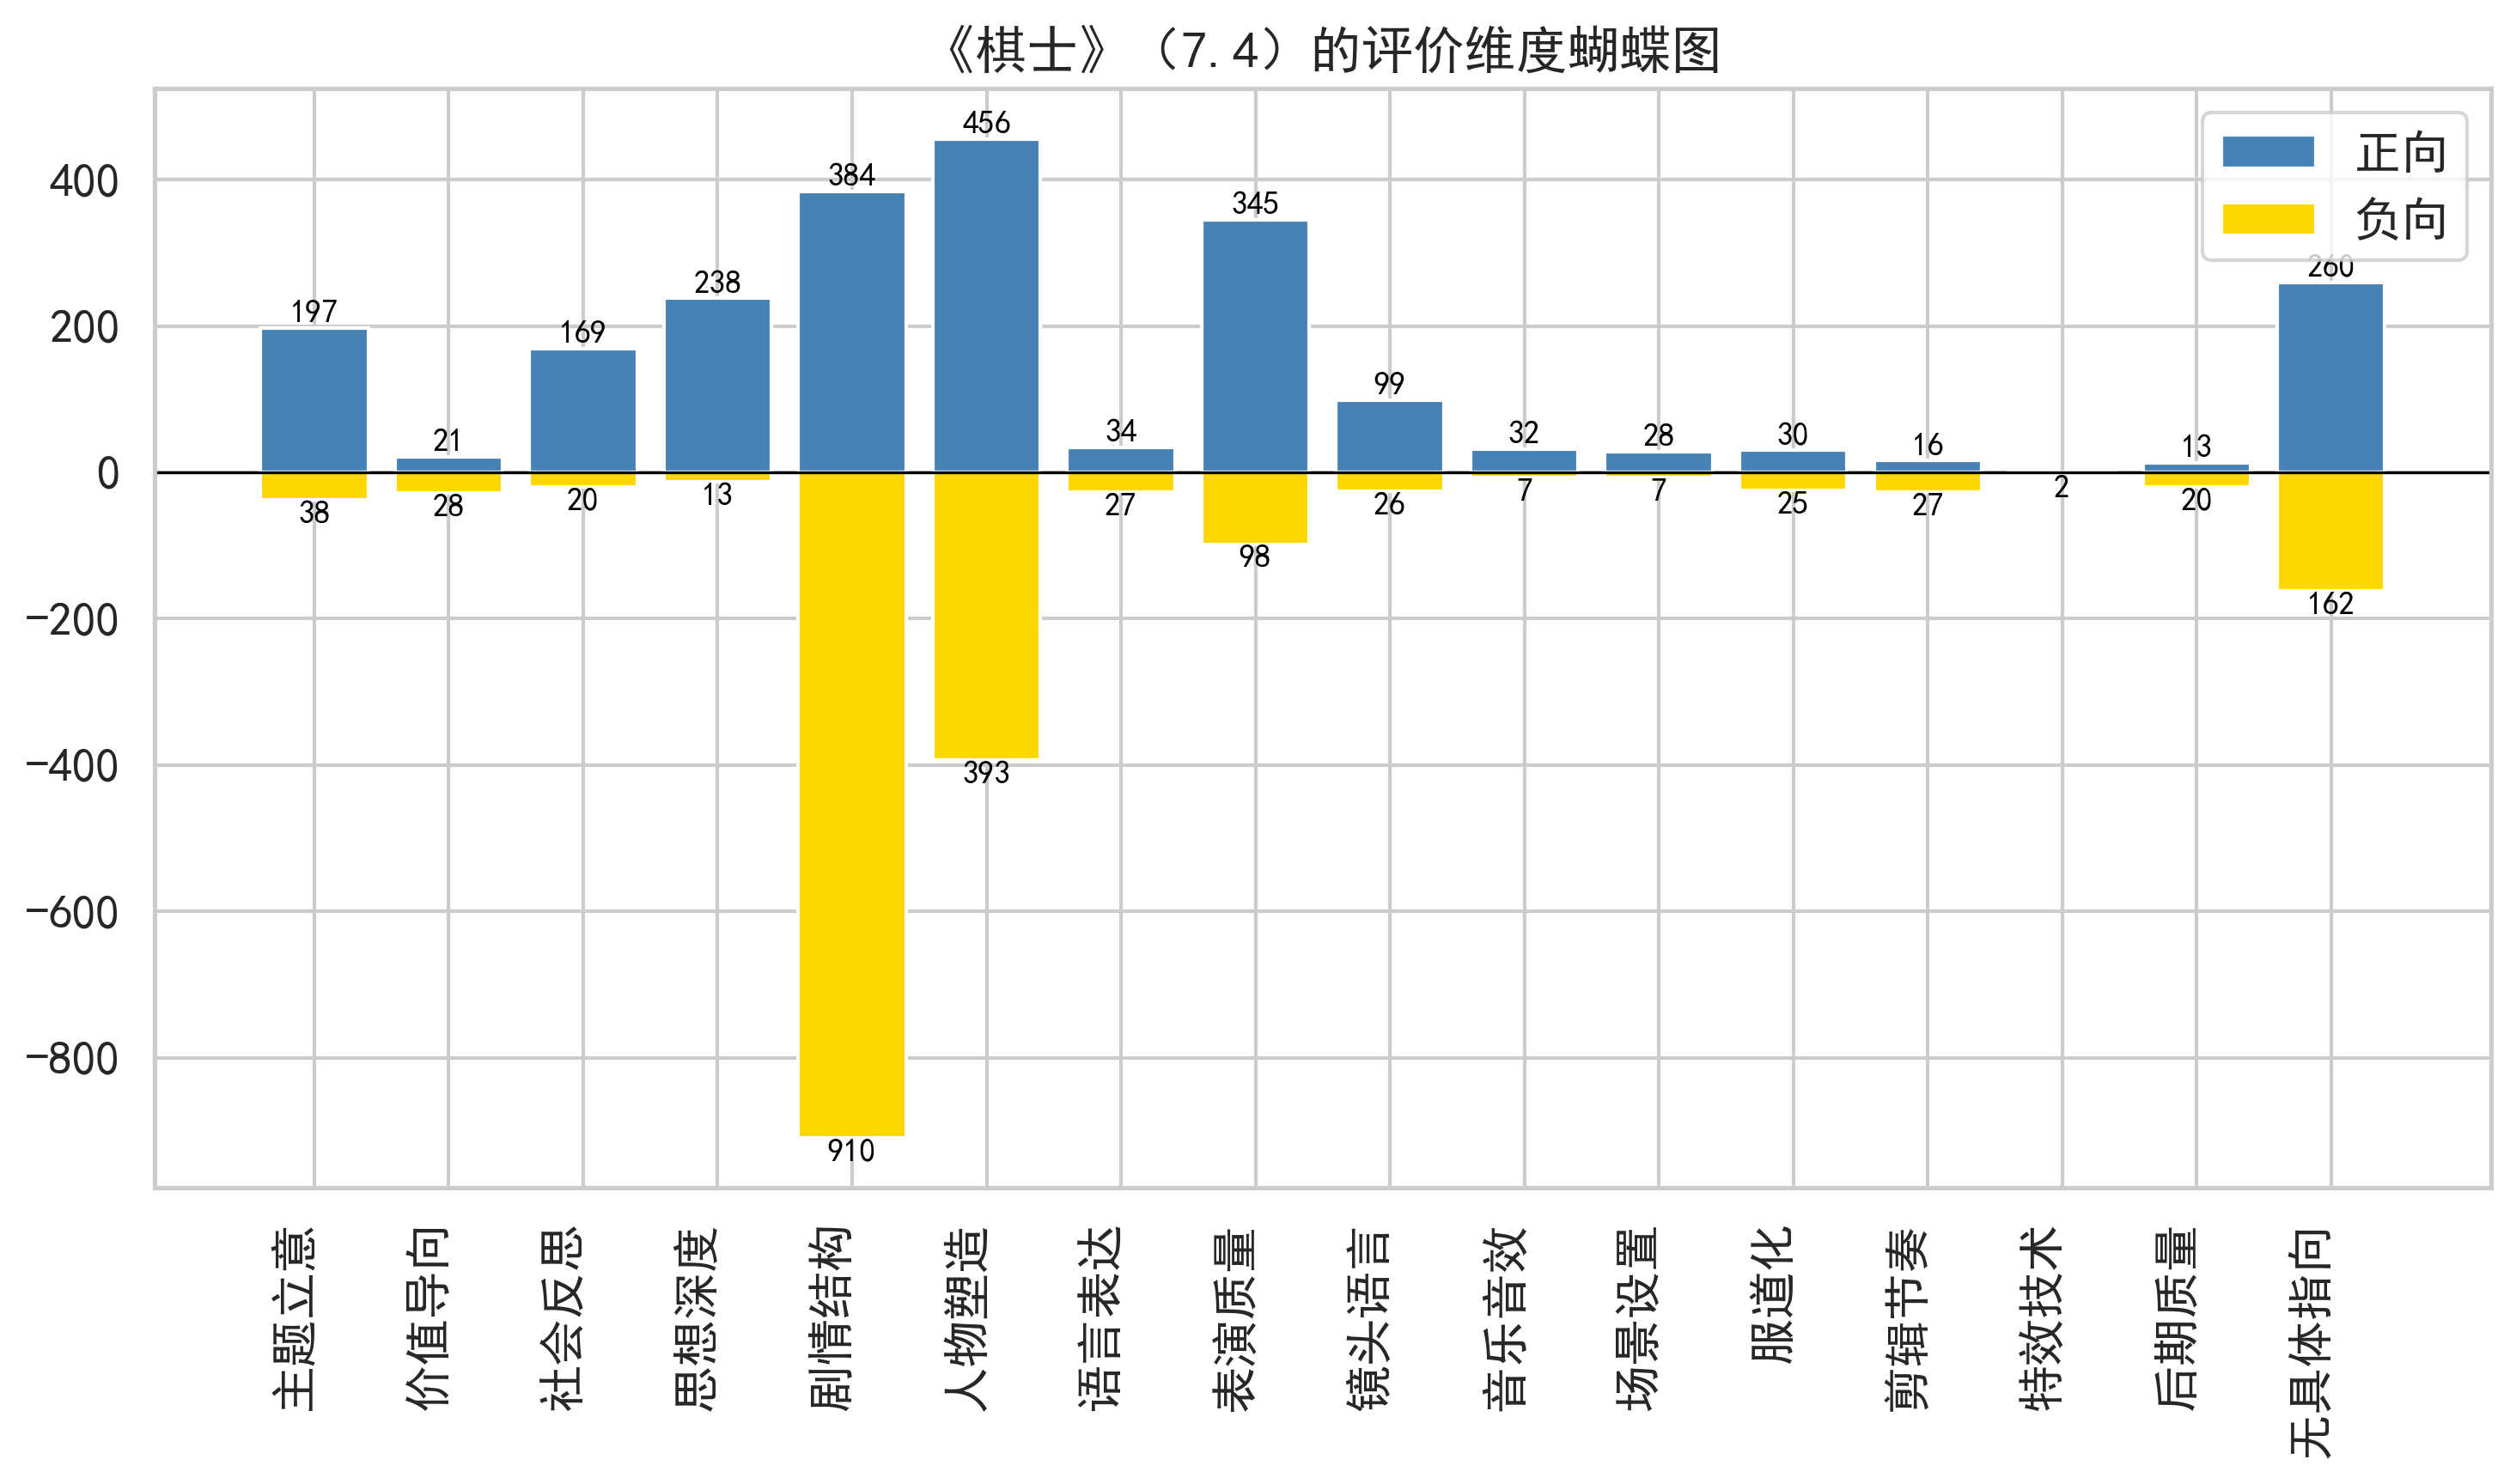 《棋士》（7.4）的评价维度蝴蝶图
正向
负向
400
200
0
−200
−400
−600
−800
197
21
169
238
384
456
34
345
99
32
28
30
16
13
260
38
28
20
13
910
393
27
98
26
7
7
25
27
2
20
162
主题立意
价值导向
社会反思
思想深度
剧情结构
人物塑造
语言表达
表演质量
镜头语言
音乐音效
场景设置
服道化
剪辑节奏
特效技术
后期质量
无具体指向